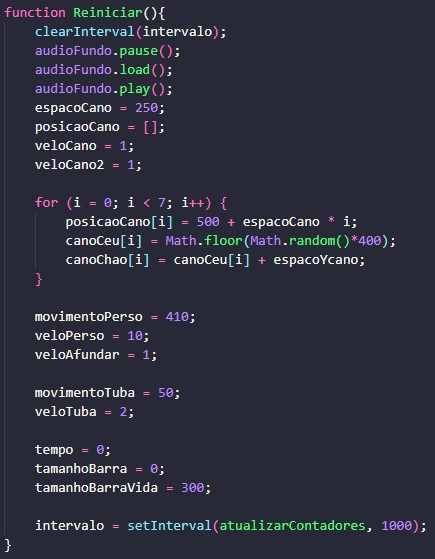 function Reiniciar(){
    clearInterval(intervalo);
    audioFundo.pause();
    audioFundo.load();
    audioFundo.play();
    espacoCano = 250;
    posicaoCano = [];
    veloCano = 1;
    veloCano2 = 1;

    for (i = 0; i < 7; i++) {
        posicaoCano[i] = 500 + espacoCano * i;
        canoCeu[i] = Math.floor(Math.random()*400);
        canoChao[i] = canoCeu[i] + espacoYcano;
    }

    movimentoPerso = 410;
    veloPerso = 10;
    veloAfundar = 1;

    movimentoTuba = 50;
    veloTuba = 2;

    tempo = 0;
    tamanhoBarra = 0;
    tamanhoBarraVida = 300;

    intervalo = setInterval(atualizarContadores, 1000);
}